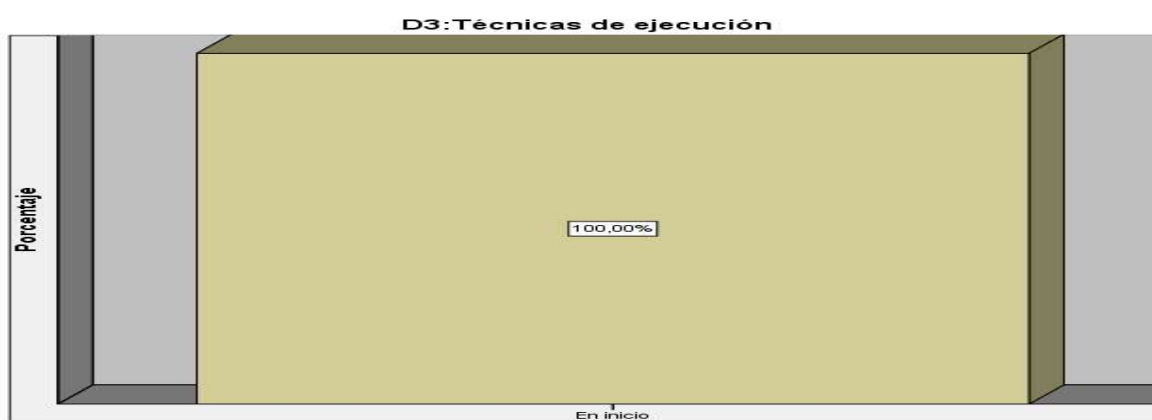 D3:Técnicas de ejecución
Porcentaje
100,00%
En inicio